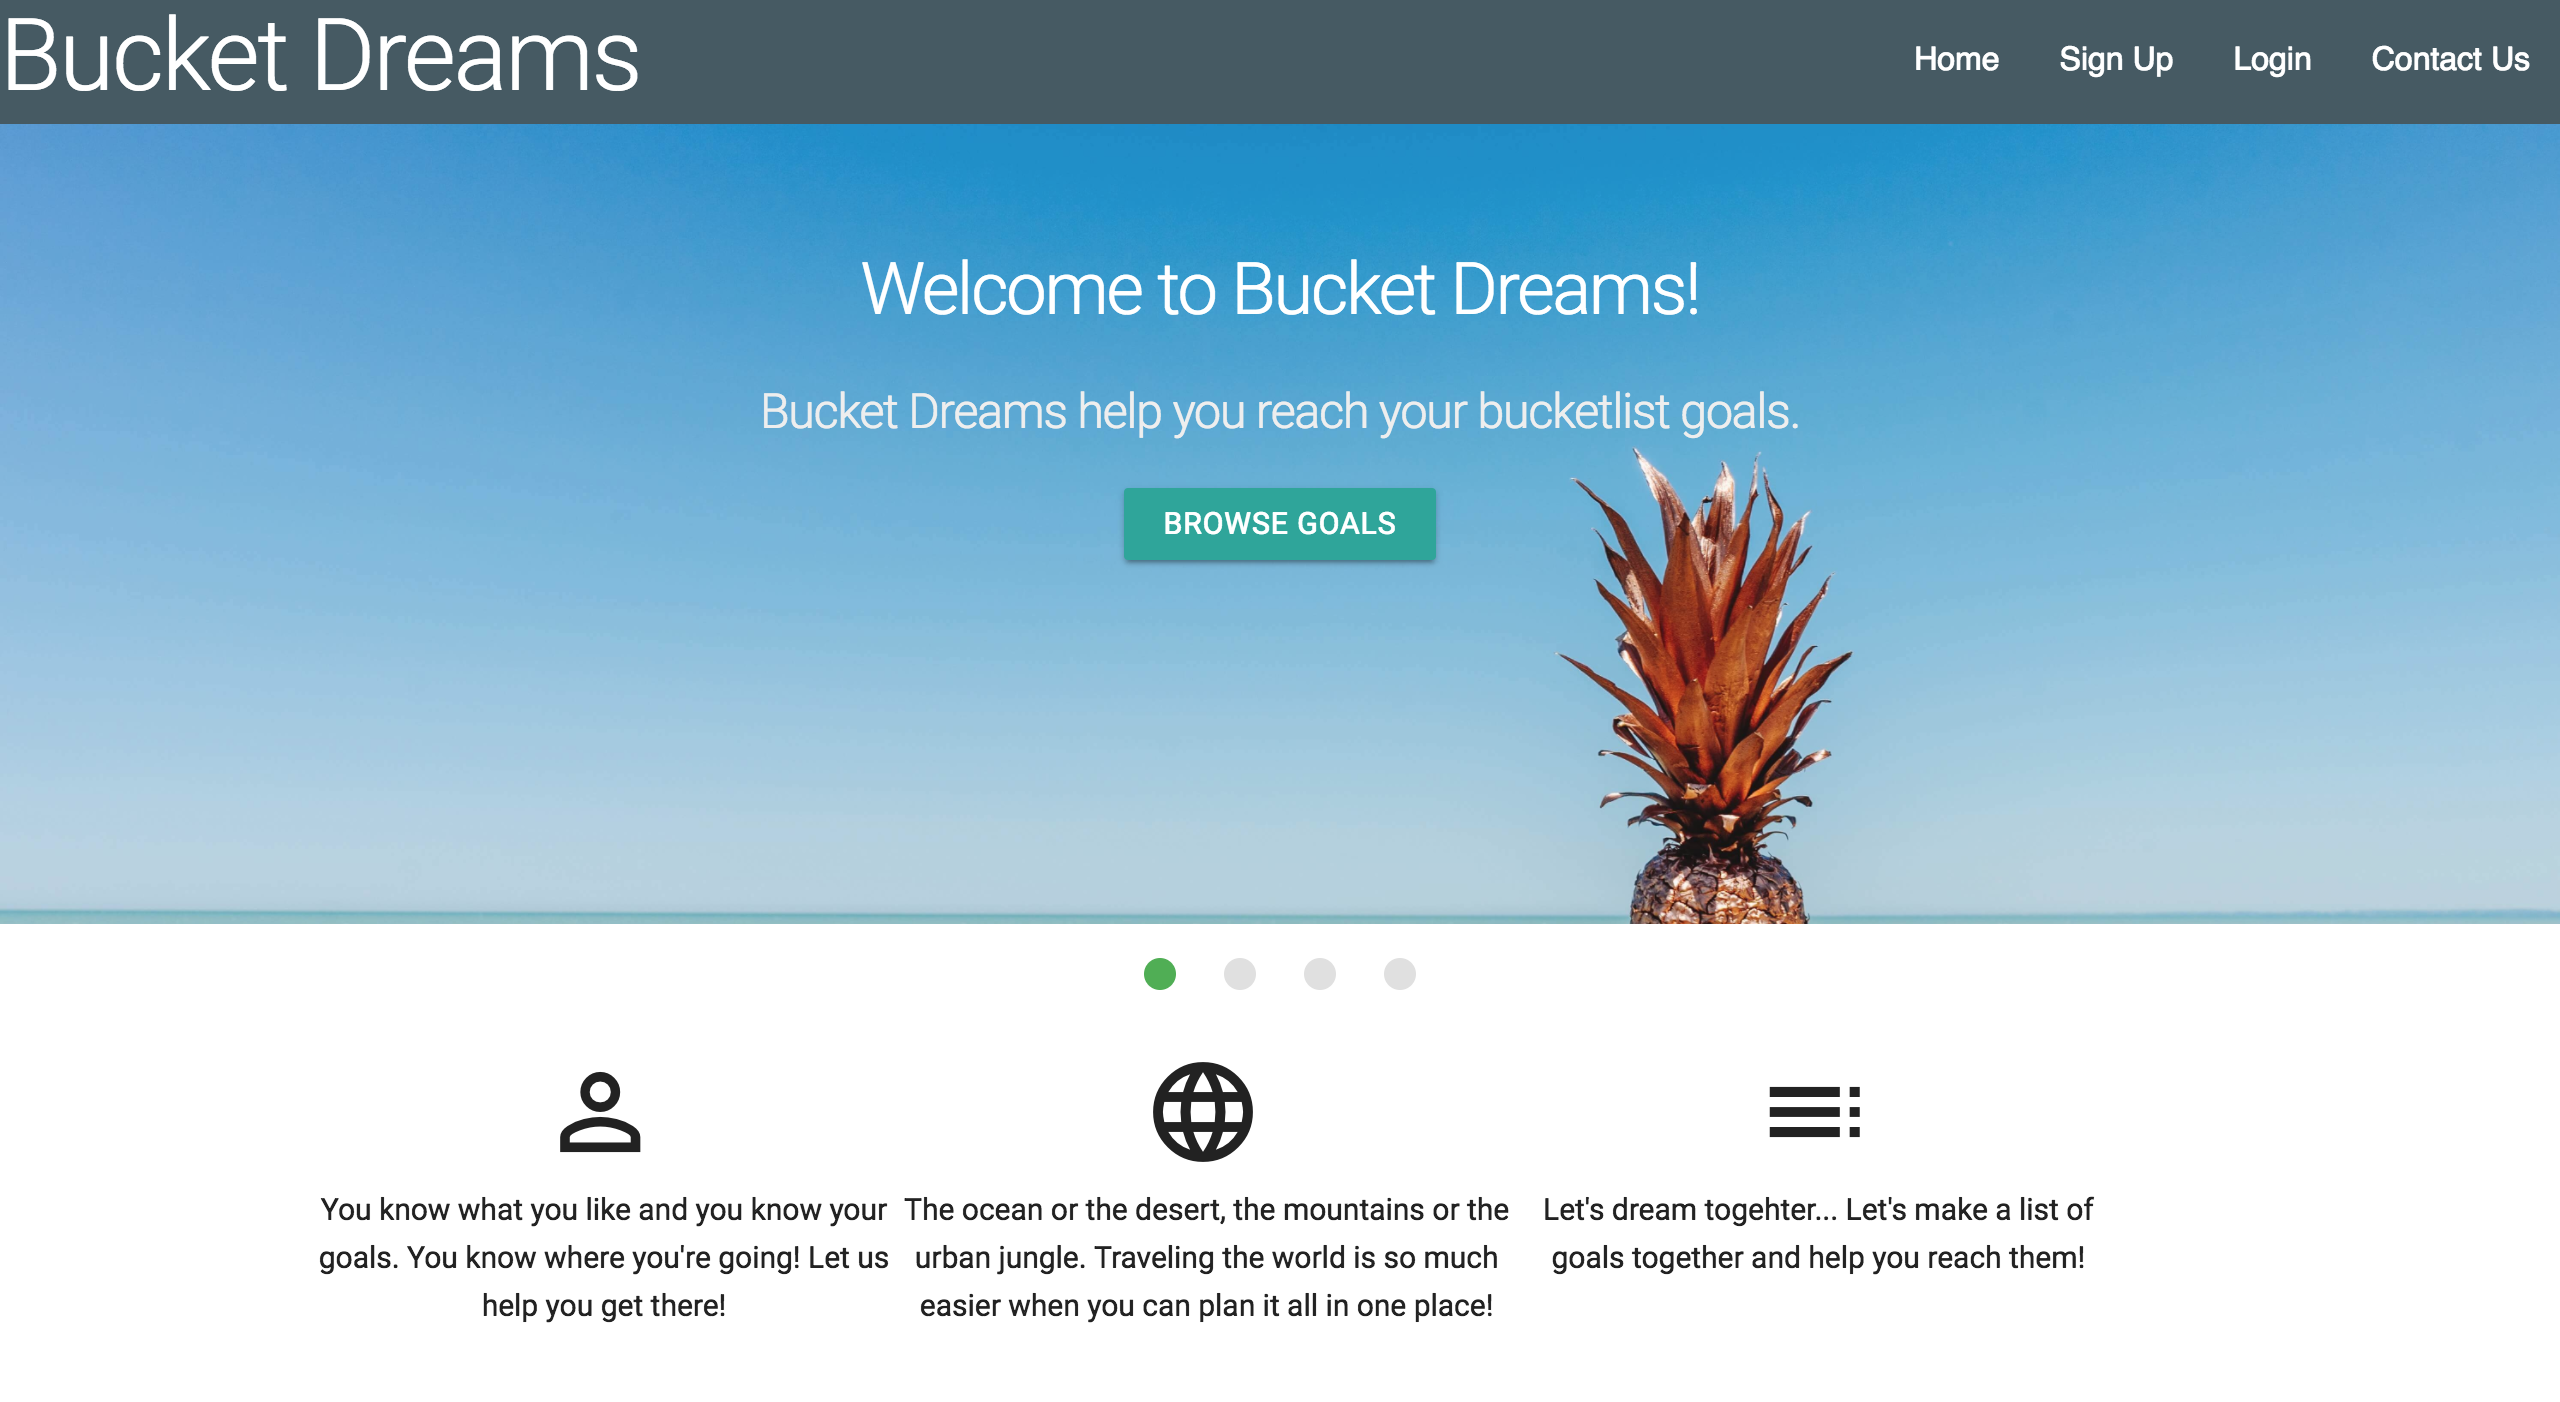 Bucket Dreams
Home Sign Up Login Contact Us
Welcome to Bucket Dreams!
Bucket Dreams help you reach your bucketlist goals.
BROWSE GOALS
You know what you like and you know your
goals. You know where you're going! Let us
help you get there!
The ocean or the desert, the mountains or the
urban jungle. Traveling the world is so much
easier when you can plan it all in one place!
Let's dream togehter... Let's make a list of
goals together and help you reach them!